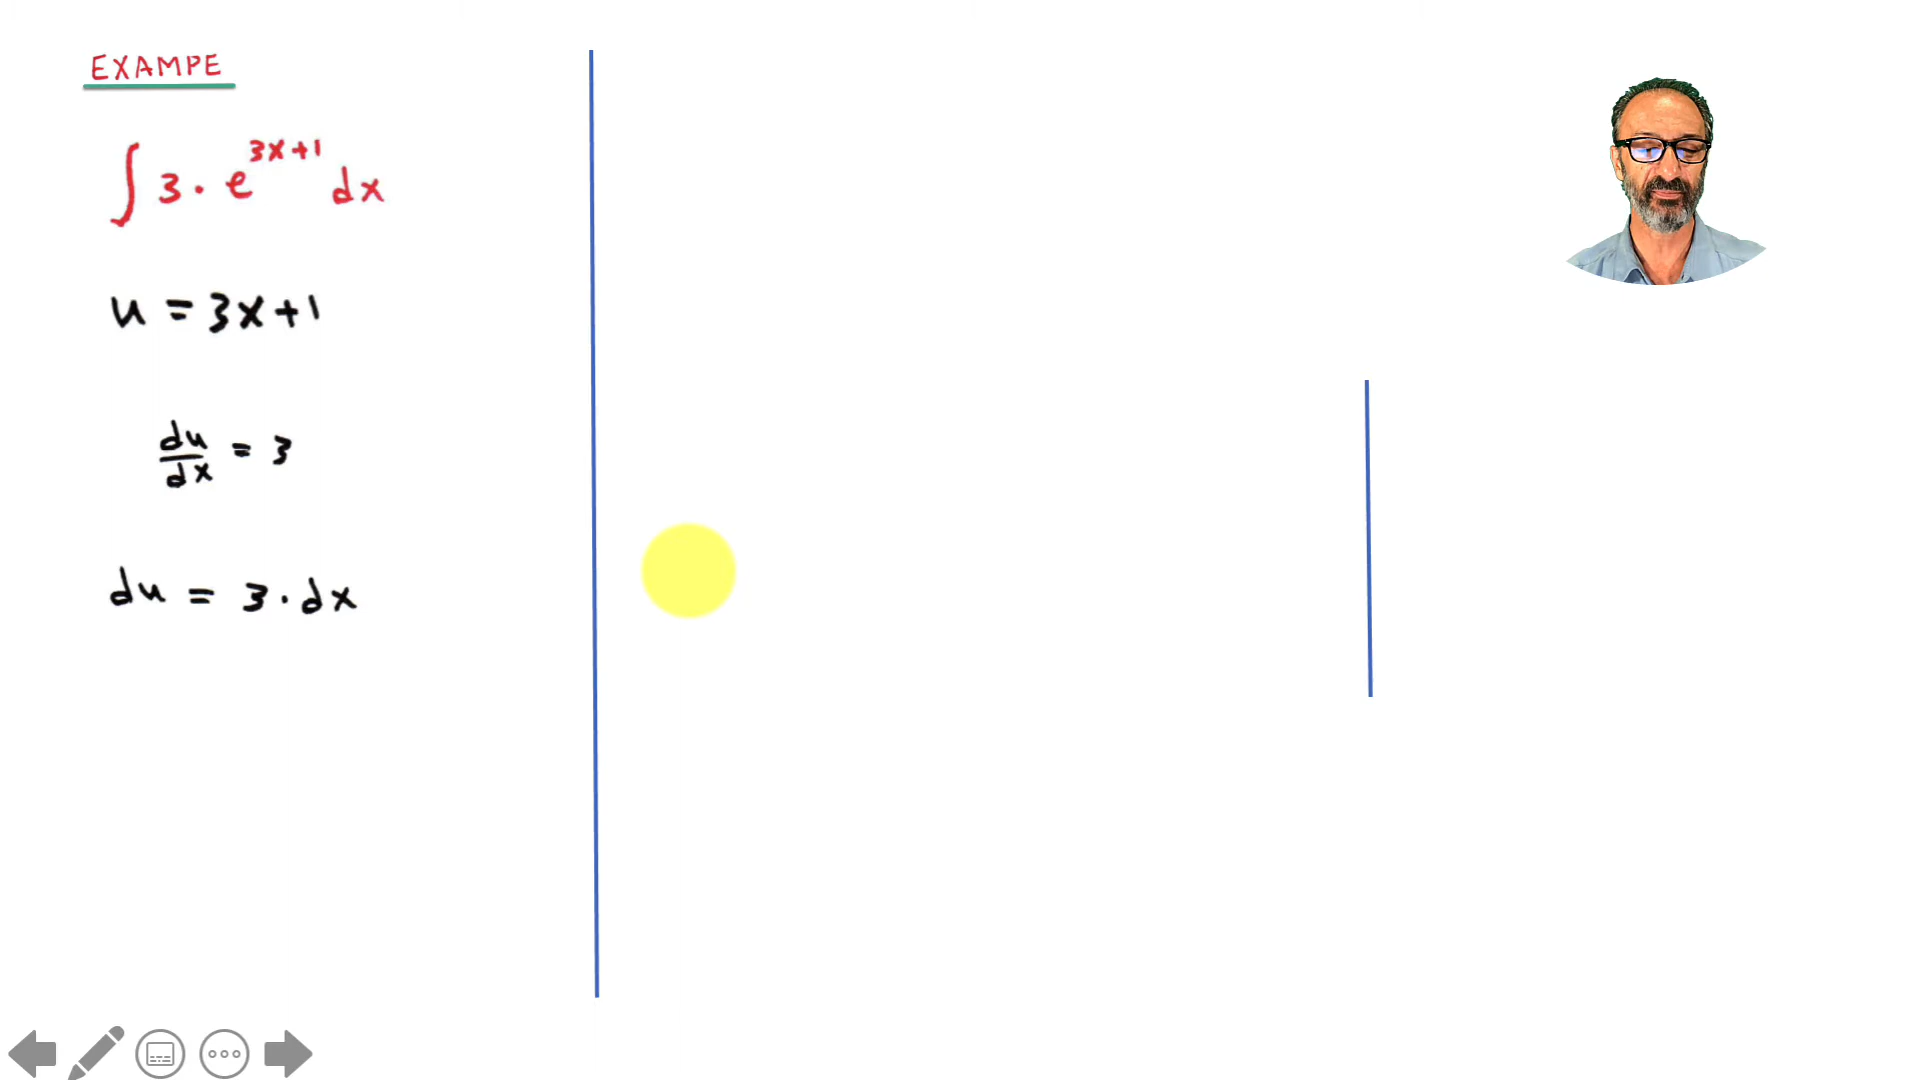 EXAMPE
∫ 3 · e^{3x+1} dx
u = 3x+1
du/dx = 3
du = 3 · dx